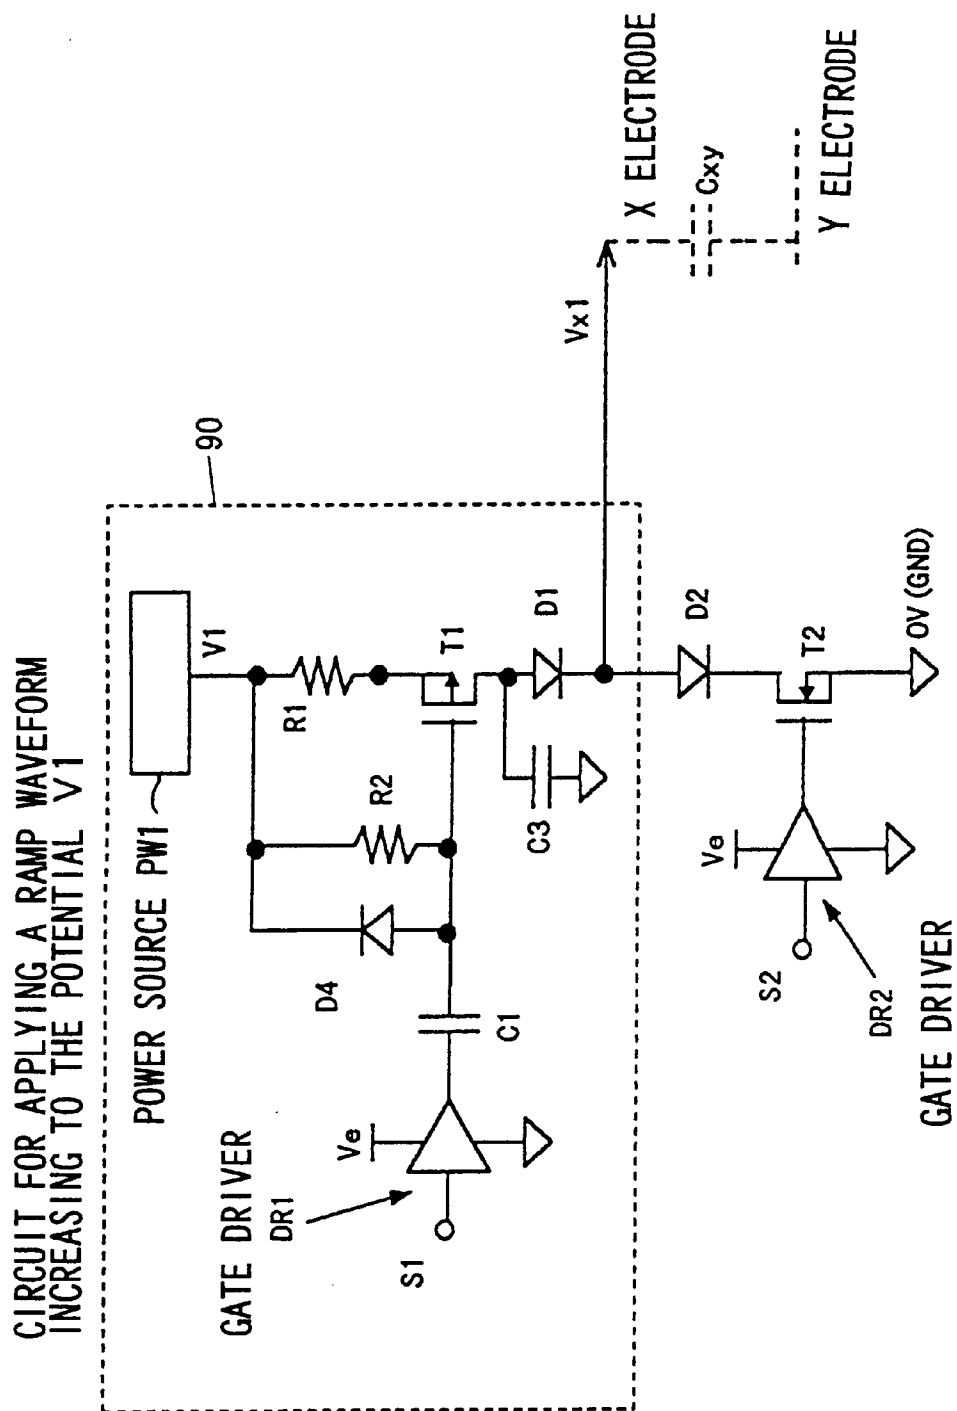 CIRCUIT FOR APPLYING A RAMP WAVEFORM
INCREASING TO THE POTENTIAL V1
POWER SOURCE PW1
V1
90
R1
R2
D4
T1
GATE DRIVER
DR1
Ve
S1
C1
C3
D1
Vx1
X ELECTRODE
Cxy
Y ELECTRODE
D2
T2
Ve
S2
DR2
GATE DRIVER
0V (GND)